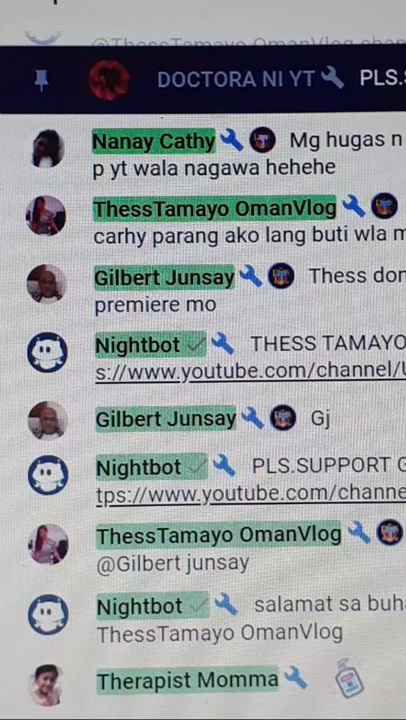 @ThessTamayo OmanVlog
DOCTORA NI YT PLS.
Nanay Cathy Mg hugas n
p yt wala nagawa hehehe
ThessTamayo OmanVlog
carhy parang ako lang buti wla m
Gilbert Junsay Thess don
premiere mo
Nightbot THESS TAMAYO
s://www.youtube.com/channel/U
Gilbert Junsay Gj
Nightbot PLS.SUPPORT G
tps://www.youtube.com/channe
ThessTamayo OmanVlog
@Gilbert junsay
Nightbot salamat sa buh
ThessTamayo OmanVlog
Therapist Momma